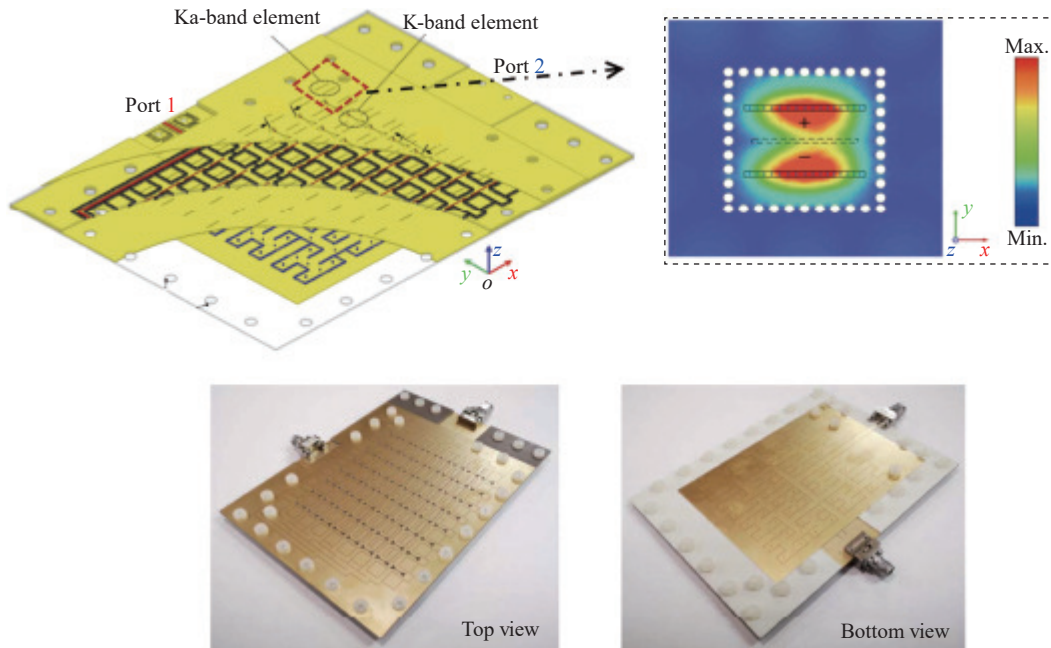 Ka-band element
K-band element
Port 1
Port 2
y
z
o
x
Max.
+
−
Min.
y
z
x
Top view
Bottom view